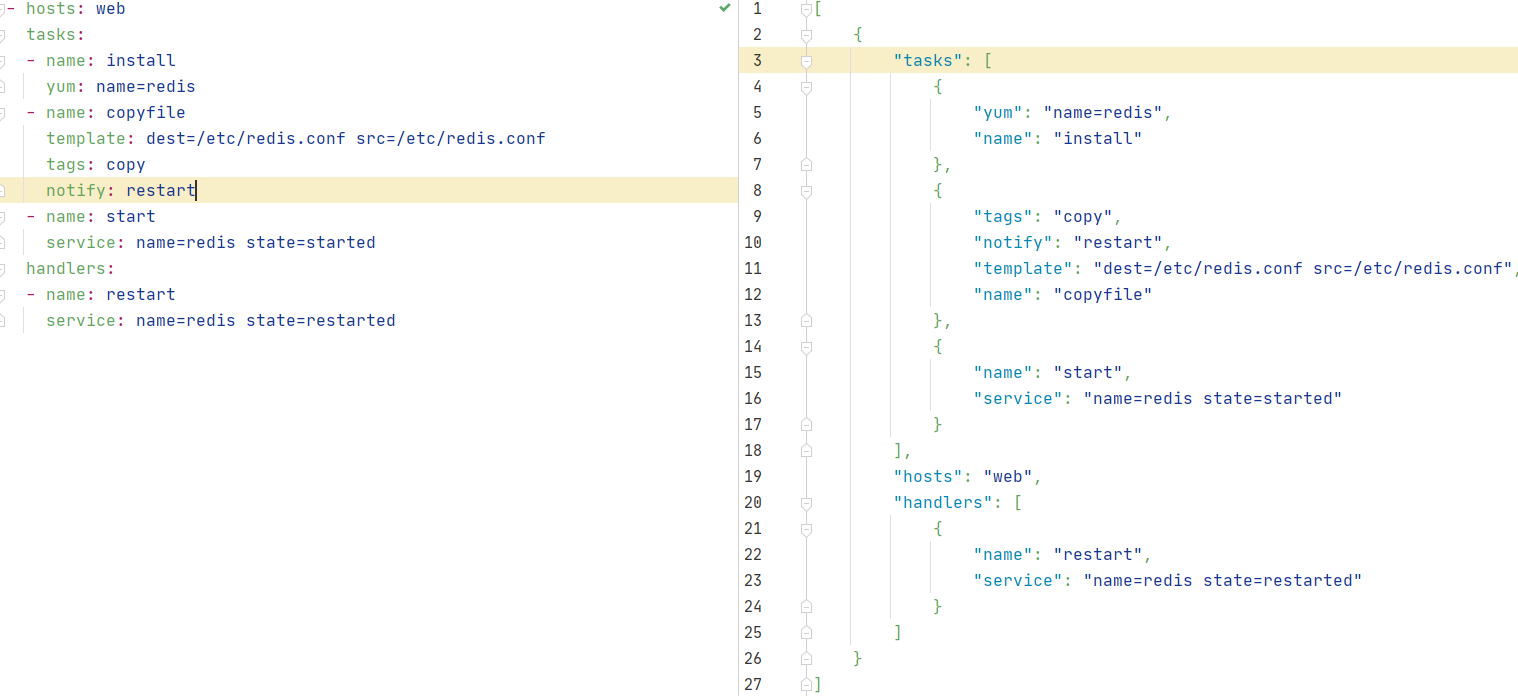 - hosts: web
  tasks:
  - name: install
    yum: name=redis
  - name: copyfile
    template: dest=/etc/redis.conf src=/etc/redis.conf
    tags: copy
    notify: restart
  - name: start
    service: name=redis state=started
  handlers:
  - name: restart
    service: name=redis state=restarted
1 [
2     {
3         "tasks": [
4             {
5                 "yum": "name=redis",
6                 "name": "install"
7             },
8             {
9                 "tags": "copy",
10                 "notify": "restart",
11                 "template": "dest=/etc/redis.conf src=/etc/redis.conf",
12                 "name": "copyfile"
13             },
14             {
15                 "name": "start",
16                 "service": "name=redis state=started"
17             }
18         ],
19         "hosts": "web",
20         "handlers": [
21             {
22                 "name": "restart",
23                 "service": "name=redis state=restarted"
24             }
25         ]
26     }
27 ]